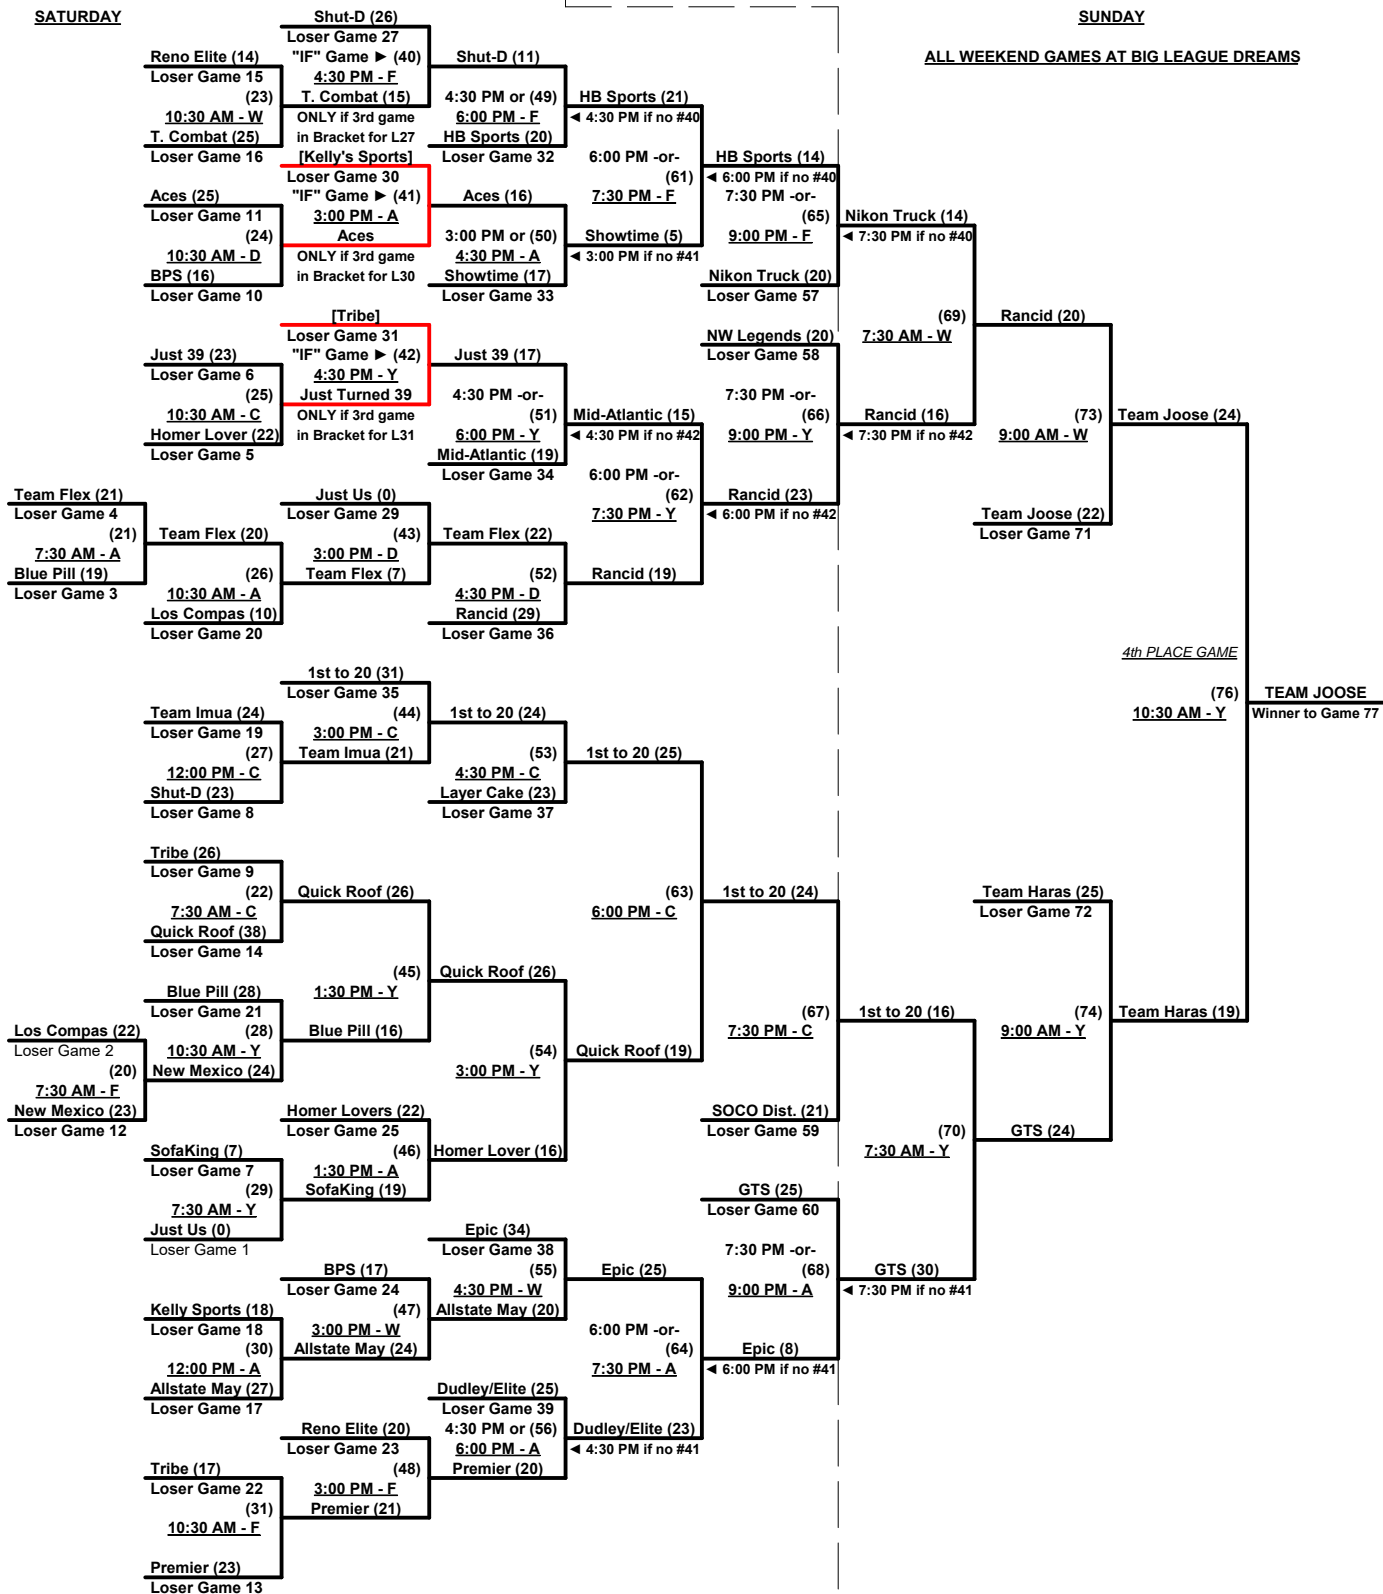 SATURDAY
SUNDAY
ALL WEEKEND GAMES AT BIG LEAGUE DREAMS
Shut-D (26)
Loser Game 27
"IF" Game ► (40)
4:30 PM - F
T. Combat (15)
ONLY if 3rd game
in Bracket for L27
Reno Elite (14)
Loser Game 15
(23)
10:30 AM - W
T. Combat (25)
Loser Game 16
Shut-D (11)
4:30 PM or (49)
6:00 PM - F
HB Sports (20)
Loser Game 32
HB Sports (21)
◄ 4:30 PM if no #40
[Kelly's Sports]
Loser Game 30
"IF" Game ► (41)
3:00 PM - A
Aces
ONLY if 3rd game
in Bracket for L30
Aces (25)
Loser Game 11
(24)
10:30 AM - D
BPS (16)
Loser Game 10
Aces (16)
3:00 PM or (50)
4:30 PM - A
Showtime (17)
Loser Game 33
Showtime (5)
◄ 3:00 PM if no #41
6:00 PM -or-
(61)
7:30 PM - F
HB Sports (14)
◄ 6:00 PM if no #40
7:30 PM -or-
(65)
9:00 PM - F
Nikon Truck (20)
Loser Game 57
Nikon Truck (14)
◄ 7:30 PM if no #40
(69)
7:30 AM - W
Rancid (20)
[Tribe]
Loser Game 31
"IF" Game ► (42)
4:30 PM - Y
Just Turned 39
ONLY if 3rd game
in Bracket for L31
Just 39 (23)
Loser Game 6
(25)
10:30 AM - C
Homer Lover (22)
Loser Game 5
Just 39 (17)
4:30 PM -or-
(51)
6:00 PM - Y
Mid-Atlantic (19)
Loser Game 34
Mid-Atlantic (15)
◄ 4:30 PM if no #42
NW Legends (20)
Loser Game 58
7:30 PM -or-
(66)
9:00 PM - Y
Rancid (16)
◄ 7:30 PM if no #42
(73)
9:00 AM - W
Team Joose (24)
Team Joose (22)
Loser Game 71
6:00 PM -or-
(62)
7:30 PM - Y
Rancid (23)
◄ 6:00 PM if no #42
Team Flex (21)
Loser Game 4
(21)
7:30 AM - A
Blue Pill (19)
Loser Game 3
Team Flex (20)
(26)
10:30 AM - A
Los Compas (10)
Loser Game 20
Just Us (0)
Loser Game 29
(43)
3:00 PM - D
Team Flex (7)
Team Flex (22)
(52)
4:30 PM - D
Rancid (29)
Loser Game 36
Rancid (19)
4th PLACE GAME
(76)
10:30 AM - Y
TEAM JOOSE
Winner to Game 77
1st to 20 (31)
Loser Game 35
(44)
3:00 PM - C
Team Imua (21)
Team Imua (24)
Loser Game 19
(27)
12:00 PM - C
Shut-D (23)
Loser Game 8
1st to 20 (24)
(53)
4:30 PM - C
Layer Cake (23)
Loser Game 37
1st to 20 (25)
Tribe (26)
Loser Game 9
(22)
7:30 AM - C
Quick Roof (38)
Loser Game 14
Quick Roof (26)
(45)
1:30 PM - Y
Blue Pill (16)
(63)
6:00 PM - C
1st to 20 (24)
Team Haras (25)
Loser Game 72
Blue Pill (28)
Loser Game 21
(28)
10:30 AM - Y
New Mexico (24)
Los Compas (22)
Loser Game 2
(20)
7:30 AM - F
New Mexico (23)
Loser Game 12
Quick Roof (26)
(54)
3:00 PM - Y
Quick Roof (19)
(67)
7:30 PM - C
1st to 20 (16)
(74)
9:00 AM - Y
Team Haras (19)
Homer Lovers (22)
Loser Game 25
(46)
1:30 PM - A
SofaKing (19)
SofaKing (7)
Loser Game 7
(29)
7:30 AM - Y
Just Us (0)
Loser Game 1
Homer Lover (16)
SOCO Dist. (21)
Loser Game 59
(70)
7:30 AM - Y
GTS (24)
GTS (25)
Loser Game 60
7:30 PM -or-
(68)
9:00 PM - A
GTS (30)
◄ 7:30 PM if no #41
Epic (34)
Loser Game 38
(55)
4:30 PM - W
Allstate May (20)
Epic (25)
BPS (17)
Loser Game 24
(47)
3:00 PM - W
Allstate May (24)
Kelly Sports (18)
Loser Game 18
(30)
12:00 PM - A
Allstate May (27)
Loser Game 17
6:00 PM -or-
(64)
7:30 PM - A
Epic (8)
◄ 6:00 PM if no #41
Dudley/Elite (25)
Loser Game 39
4:30 PM or (56)
6:00 PM - A
Premier (20)
Dudley/Elite (23)
◄ 4:30 PM if no #41
Reno Elite (20)
Loser Game 23
(48)
3:00 PM - F
Premier (21)
Tribe (17)
Loser Game 22
(31)
10:30 AM - F
Premier (23)
Loser Game 13